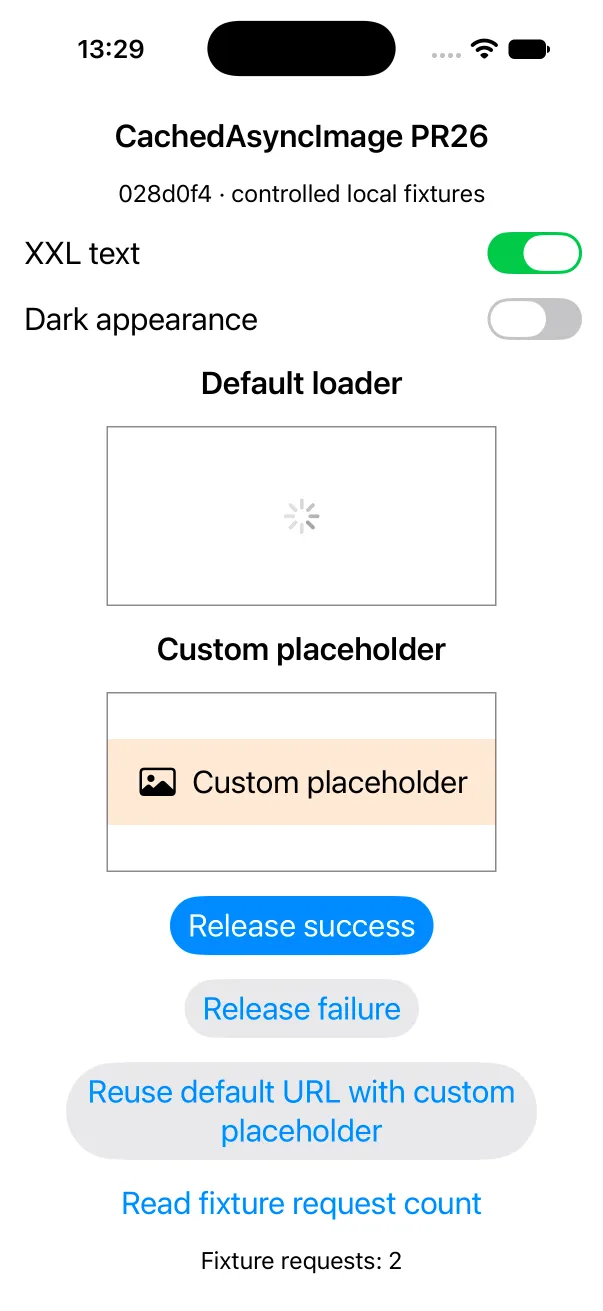 13:29
CachedAsyncImage PR26
028d0f4 · controlled local fixtures
XXL text
Dark appearance
Default loader
Custom placeholder
Custom placeholder
Release success
Release failure
Reuse default URL with custom
placeholder
Read fixture request count
Fixture requests: 2